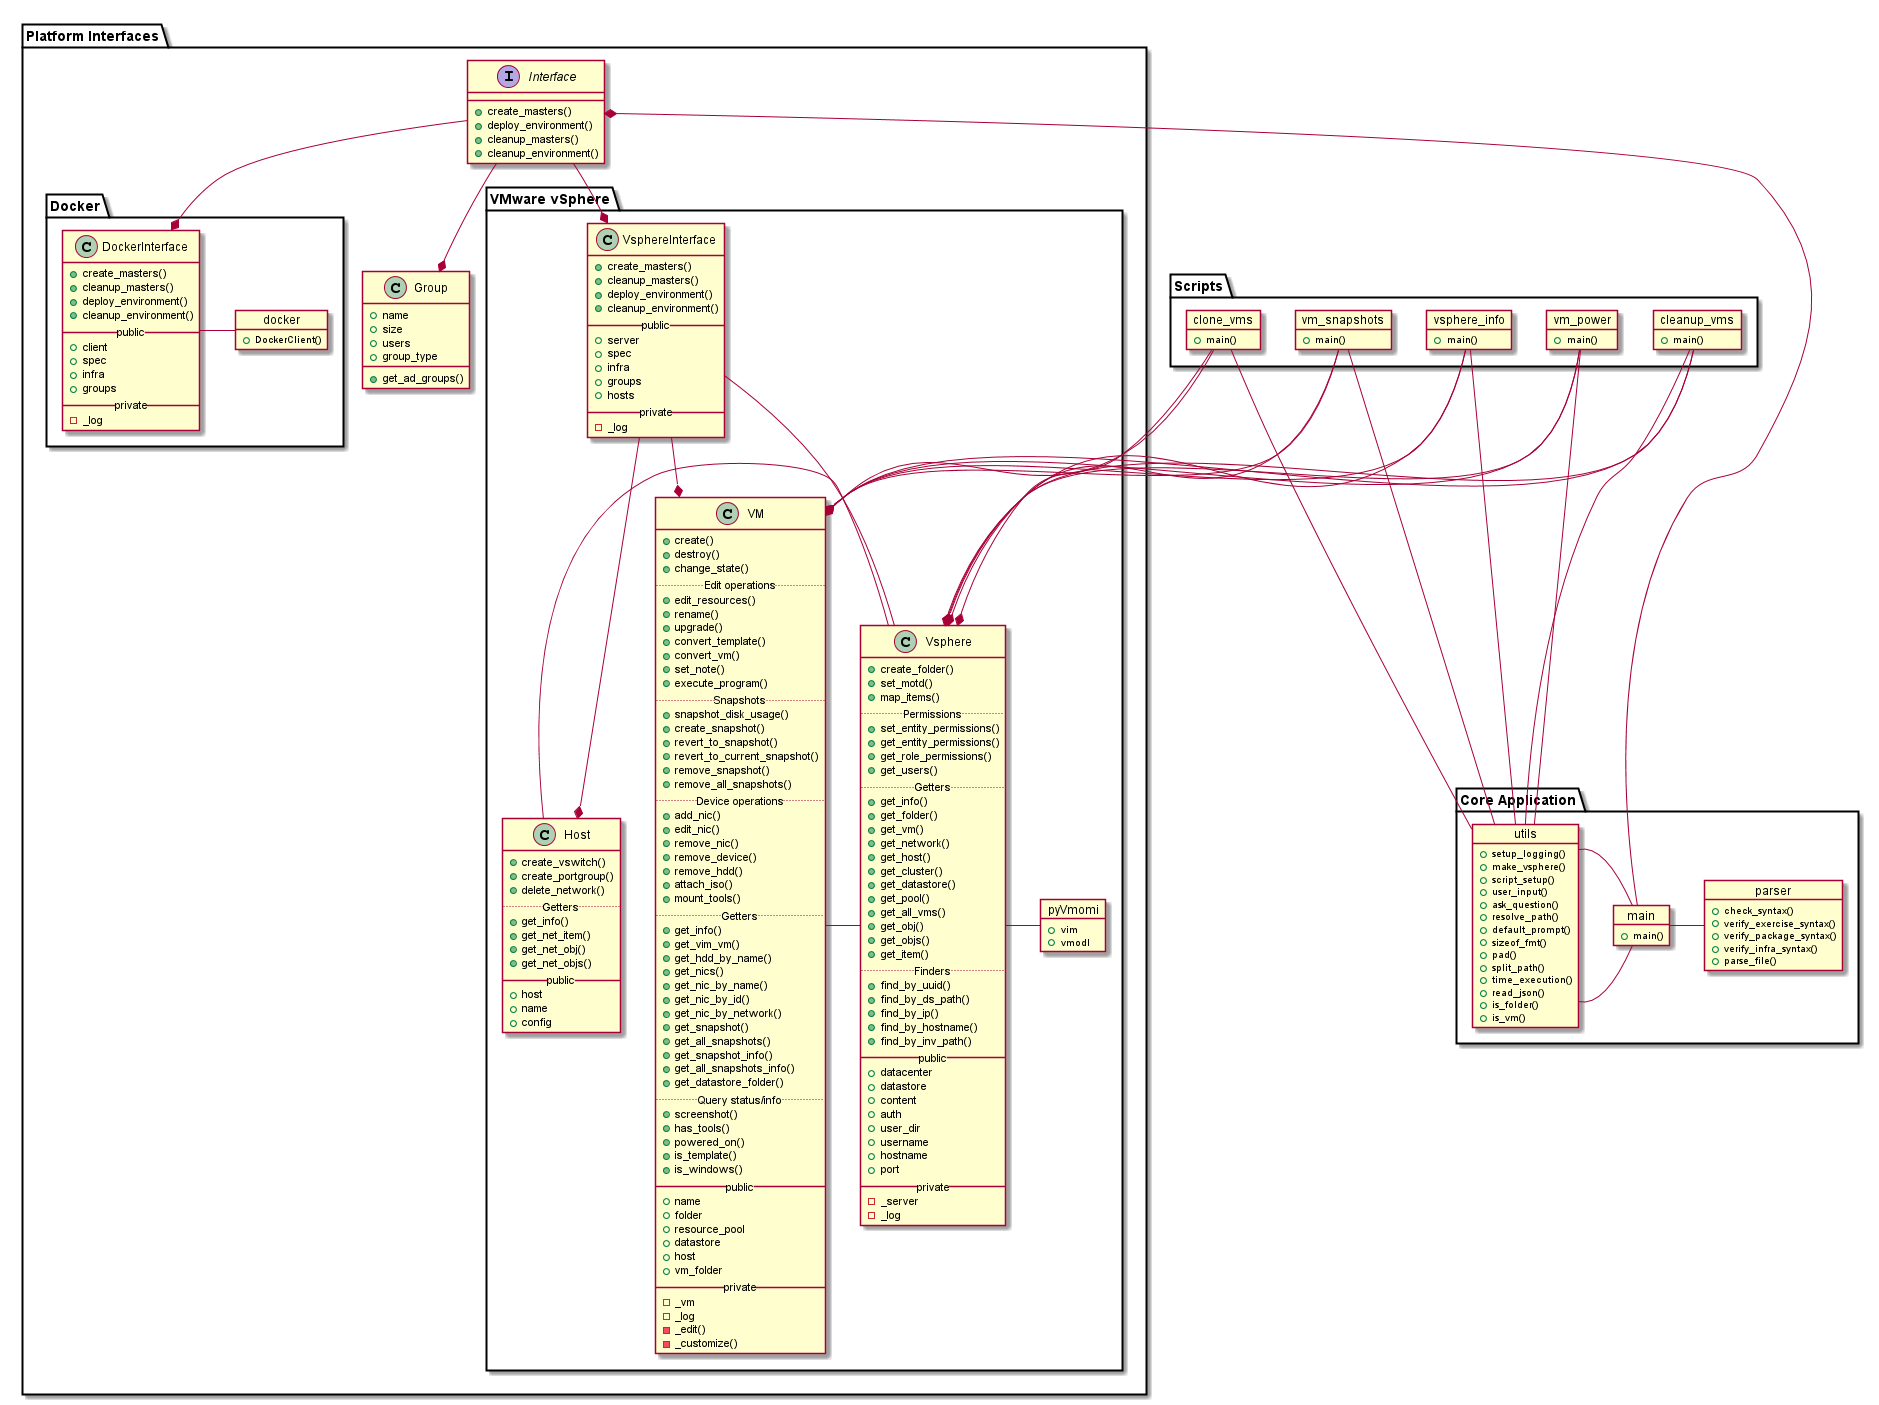 Platform Interfaces
I Interface
create_masters()
deploy_environment()
cleanup_masters()
cleanup_environment()
Docker
C DockerInterface
create_masters()
cleanup_masters()
deploy_environment()
cleanup_environment()
public
client
spec
infra
groups
private
_log
docker
DockerClient()
C Group
name
size
users
group_type
get_ad_groups()
VMware vSphere
C VsphereInterface
create_masters()
cleanup_masters()
deploy_environment()
cleanup_environment()
public
server
spec
infra
groups
hosts
private
_log
C VM
create()
destroy()
change_state()
Edit operations
edit_resources()
rename()
upgrade()
convert_template()
convert_vm()
set_note()
execute_program()
Snapshots
snapshot_disk_usage()
create_snapshot()
revert_to_snapshot()
revert_to_current_snapshot()
remove_snapshot()
remove_all_snapshots()
Device operations
add_nic()
edit_nic()
remove_nic()
remove_device()
remove_hdd()
attach_iso()
mount_tools()
Getters
get_info()
get_vim_vm()
get_hdd_by_name()
get_nics()
get_nic_by_name()
get_nic_by_id()
get_nic_by_network()
get_snapshot()
get_all_snapshots()
get_snapshot_info()
get_all_snapshots_info()
get_datastore_folder()
Query status/info
screenshot()
has_tools()
powered_on()
is_template()
is_windows()
public
name
folder
resource_pool
datastore
host
vm_folder
private
_vm
_log
_edit()
_customize()
C Host
create_vswitch()
create_portgroup()
delete_network()
Getters
get_info()
get_net_item()
get_net_obj()
get_net_objs()
public
host
name
config
C Vsphere
create_folder()
set_motd()
map_items()
Permissions
set_entity_permissions()
get_entity_permissions()
get_role_permissions()
get_users()
Getters
get_info()
get_folder()
get_vm()
get_network()
get_host()
get_cluster()
get_datastore()
get_pool()
get_all_vms()
get_obj()
get_objs()
get_item()
Finders
find_by_uuid()
find_by_ds_path()
find_by_ip()
find_by_hostname()
find_by_inv_path()
public
datacenter
datastore
content
auth
user_dir
username
hostname
port
private
_server
_log
pyVmomi
vim
vmodl
Scripts
clone_vms
main()
vm_snapshots
main()
vsphere_info
main()
vm_power
main()
cleanup_vms
main()
Core Application
utils
setup_logging()
make_vsphere()
script_setup()
user_input()
ask_question()
resolve_path()
default_prompt()
sizeof_fmt()
pad()
split_path()
time_execution()
read_json()
is_folder()
is_vm()
main
main()
parser
check_syntax()
verify_exercise_syntax()
verify_package_syntax()
verify_infra_syntax()
parse_file()